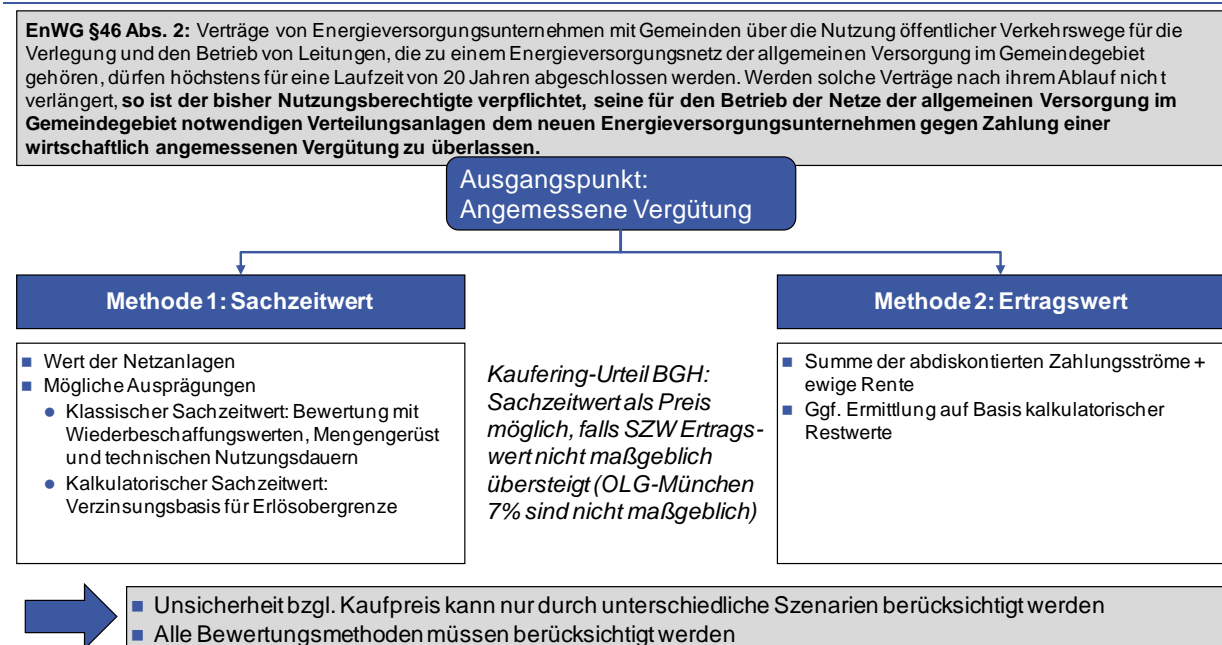 EnWG §46 Abs. 2: Verträge von Energieversorgungsunternehmen mit Gemeinden über die Nutzung öffentlicher Verkehrswege für die
Verlegung und den Betrieb von Leitungen, die zu einem Energieversorgungsnetz der allgemeinen Versorgung im Gemeindegebiet
gehören, dürfen höchstens für eine Laufzeit von 20 Jahren abgeschlossen werden. Werden solche Verträge nach ihrem Ablauf nicht
verlängert, so ist der bisher Nutzungsberechtigte verpflichtet, seine für den Betrieb der Netze der allgemeinen Versorgung im
Gemeindegebiet notwendigen Verteilungsanlagen dem neuen Energieversorgungsunternehmen gegen Zahlung einer
wirtschaftlich angemessenen Vergütung zu überlassen.
Ausgangspunkt:
Angemessene Vergütung
Methode 1: Sachzeitwert
■ Wert der Netzanlagen
■ Mögliche Ausprägungen
● Klassischer Sachzeitwert: Bewertung mit
Wiederbeschaffungswerten, Mengengerüst
und technischen Nutzungsdauern
● Kalkulatorischer Sachzeitwert:
Verzinsungsbasis für Erlösobergrenze
Kaufering-Urteil BGH:
Sachzeitwert als Preis
möglich, falls SZW Ertrags-
wert nicht maßgeblich
übersteigt (OLG-München
7% sind nicht maßgeblich)
Methode 2: Ertragswert
■ Summe der abdiskontierten Zahlungsströme +
ewige Rente
■ Ggf. Ermittlung auf Basis kalkulatorischer
Restwerte
■ Unsicherheit bzgl. Kaufpreis kann nur durch unterschiedliche Szenarien berücksichtigt werden
■ Alle Bewertungsmethoden müssen berücksichtigt werden